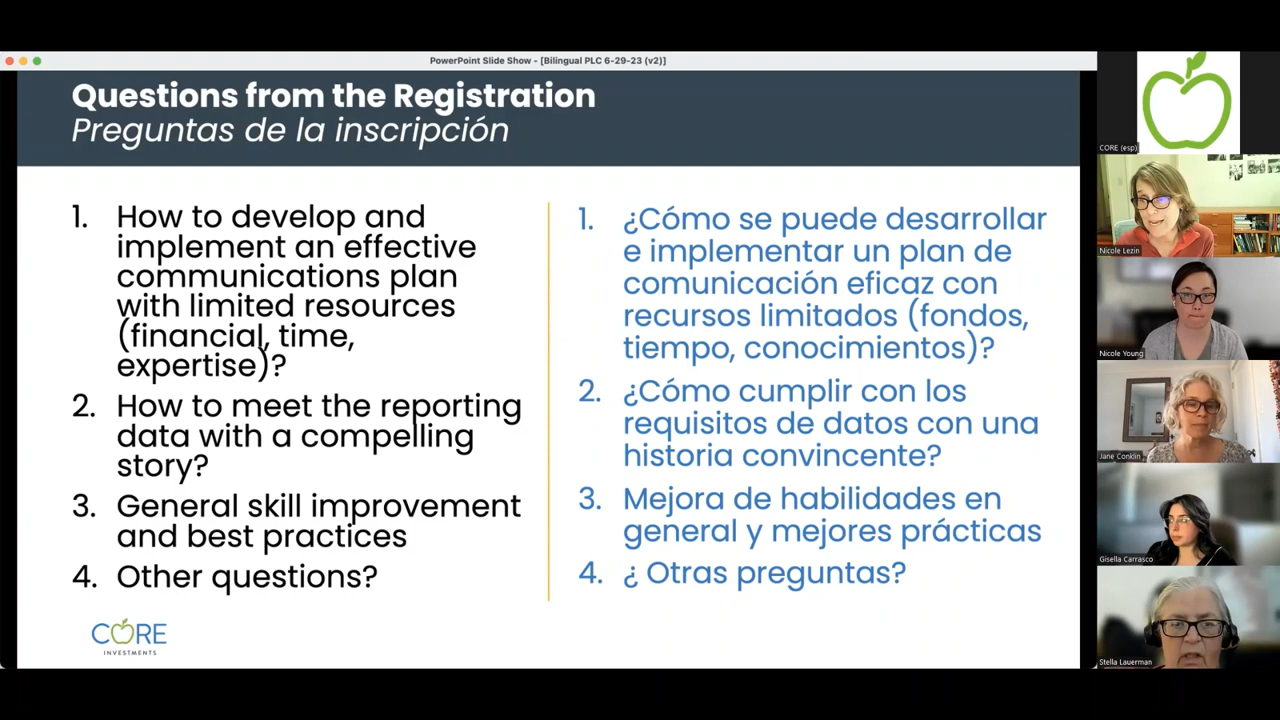 PowerPoint Slide Show - [Bilingual PLC 6-29-23 (v2)]
Questions from the Registration
Preguntas de la inscripción
1. How to develop and
implement an effective
communications plan
with limited resources
(financial, time,
expertise)?
2. How to meet the reporting
data with a compelling
story?
3. General skill improvement
and best practices
4. Other questions?
1. ¿Cómo se puede desarrollar
e implementar un plan de
comunicación eficaz con
recursos limitados (fondos,
tiempo, conocimientos)?
2. ¿Cómo cumplir con los
requisitos de datos con una
historia convincente?
3. Mejora de habilidades en
general y mejores prácticas
4. ¿ Otras preguntas?
CORE
INVESTMENTS
CORE (esp)
Nicole Lezin
Nicole Young
Jane Conklin
Gisella Carrasco
Stella Lauerman